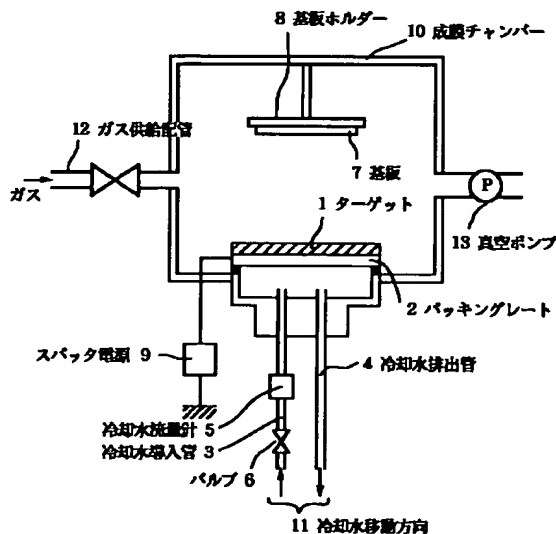 8 基板ホルダー
10 成膜チャンバー
12 ガス供給配管
ガス
7 基板
P
1 ターゲット
13 真空ポンプ
2 バッキングレート
スパッタ電源 9
4 冷却水排出管
冷却水流量計 5
冷却水導入管 3
バルブ 6
11 冷却水移動方向